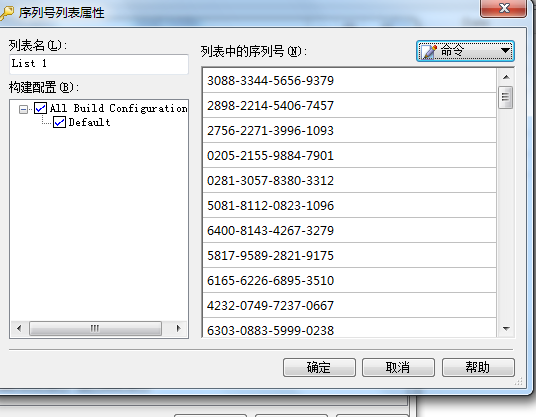 序列号列表属性
列表名(L):
List 1
构建配置(B):
All Build Configuration
Default
列表中的序列号(N):
命令
3088-3344-5656-9379
2898-2214-5406-7457
2756-2271-3996-1093
0205-2155-9884-7901
0281-3057-8380-3312
5081-8112-0823-1096
6400-8143-4267-3279
5817-9589-2821-9175
6165-6226-6895-3510
4232-0749-7237-0667
6303-0883-5999-0238
确定
取消
帮助